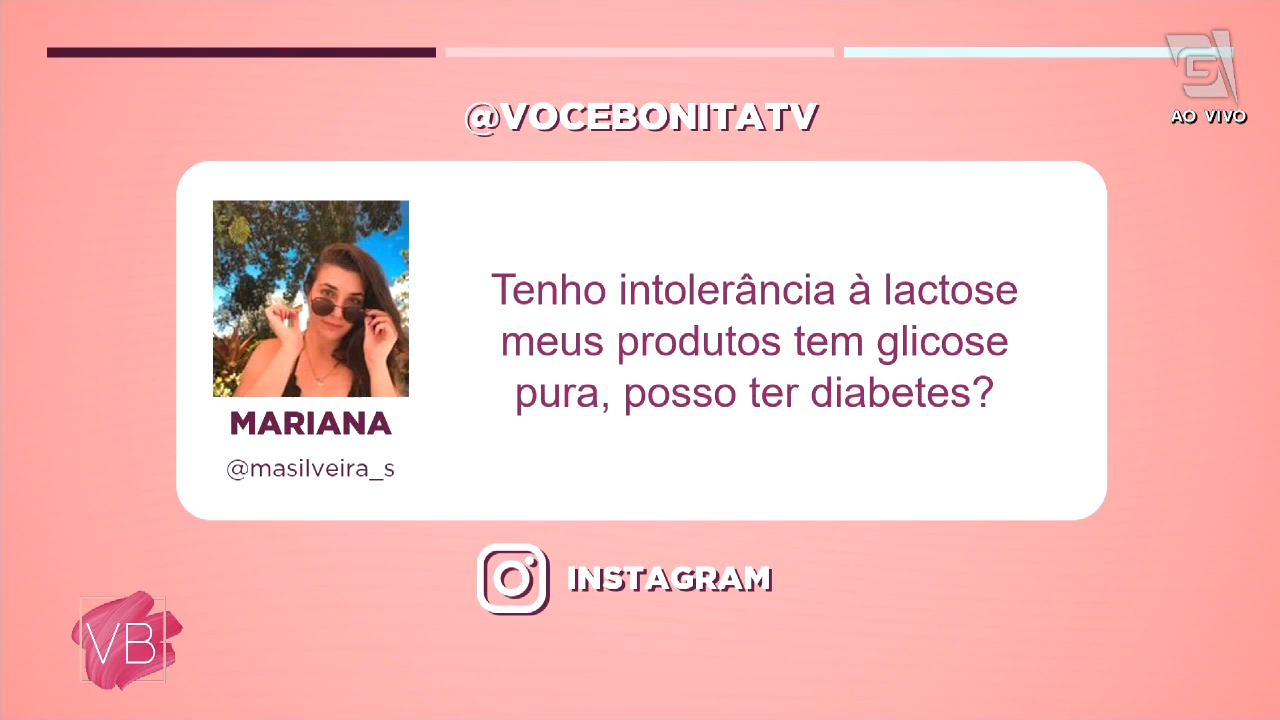 @VOCEBONITATV
AO VIVO
Tenho intolerância à lactose
meus produtos tem glicose
pura, posso ter diabetes?
MARIANA
@masilveira_s
INSTAGRAM
VB